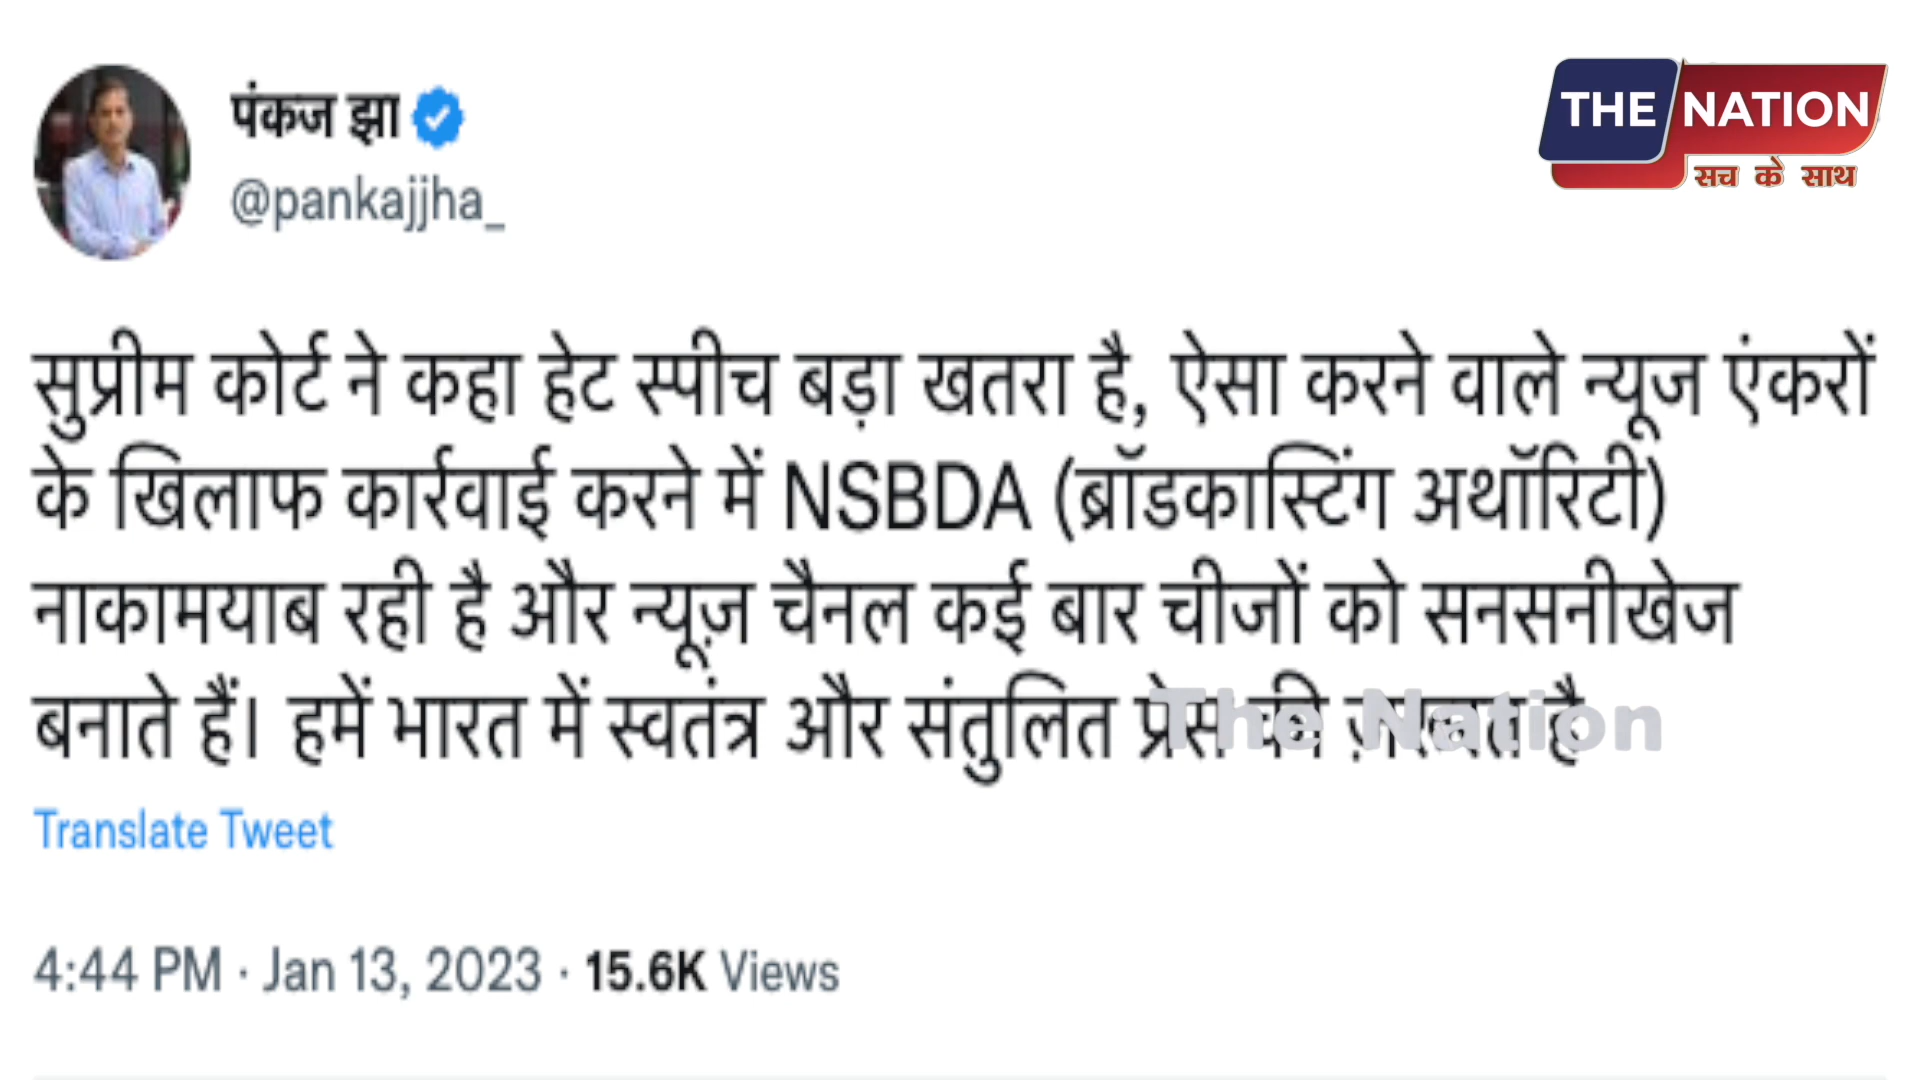 पंकज झा
@pankajjha_
THE NATION
सच के साथ
सुप्रीम कोर्ट ने कहा हेट स्पीच बड़ा खतरा है, ऐसा करने वाले न्यूज एंकरों
के खिलाफ कार्रवाई करने में NSBDA (ब्रॉडकास्टिंग अथॉरिटी)
नाकामयाब रही है और न्यूज़ चैनल कई बार चीजों को सनसनीखेज
बनाते हैं। हमें भारत में स्वतंत्र और संतुलित प्रेस की ज़रूरत है
The Nation
Translate Tweet
4:44 PM · Jan 13, 2023 · 15.6K Views